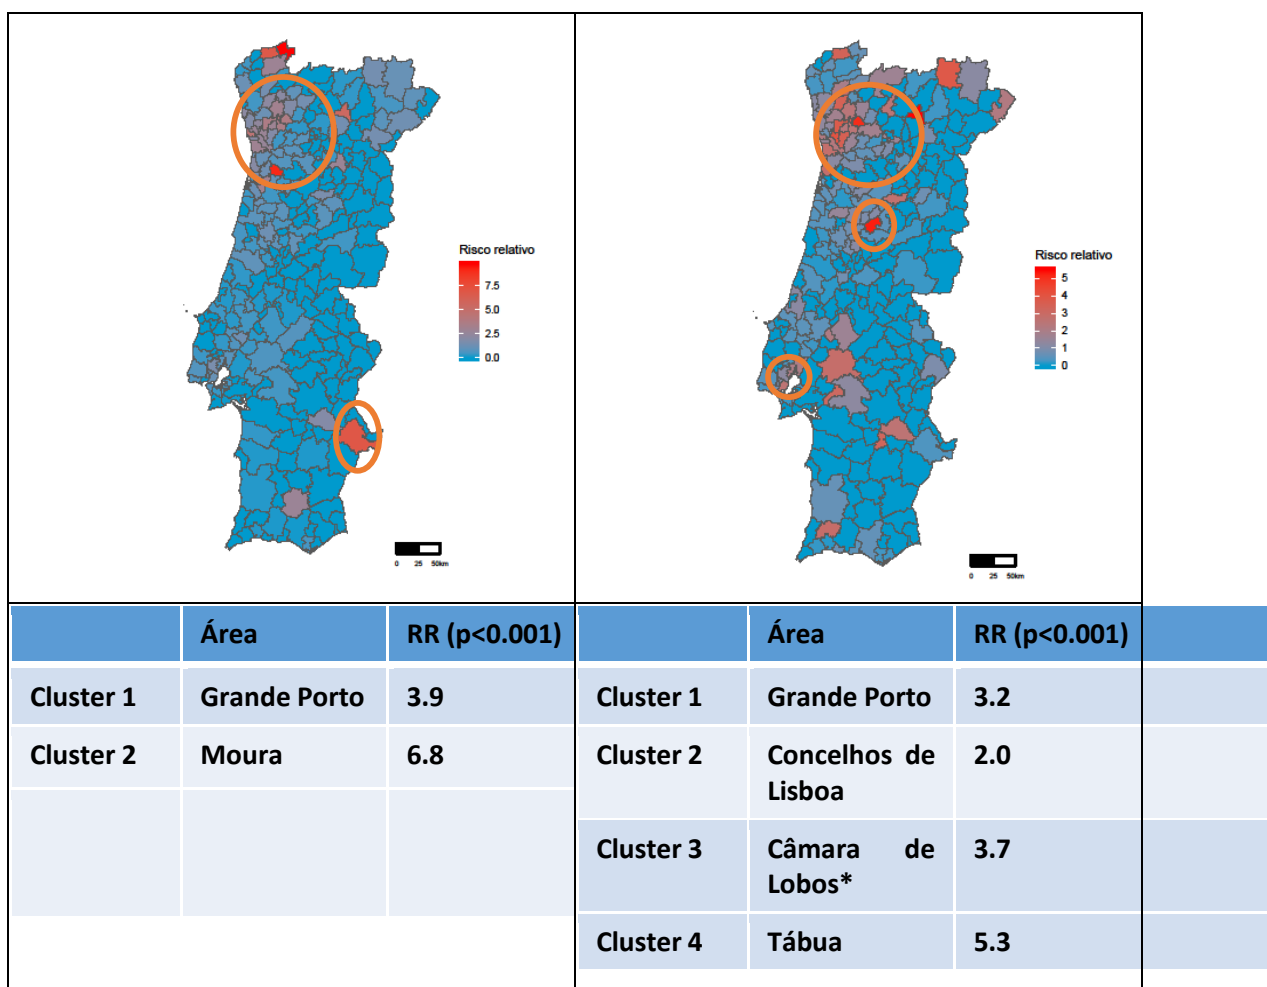 Risco relativo
7.5
5.0
2.5
0.0
0 25 50km
Risco relativo
5
4
3
2
1
0
0 25 50km
Área RR (p<0.001)
Cluster 1 Grande Porto 3.9
Cluster 2 Moura 6.8
Área RR (p<0.001)
Cluster 1 Grande Porto 3.2
Cluster 2 Concelhos de 2.0
Lisboa
Cluster 3 Câmara de 3.7
Lobos*
Cluster 4 Tábua 5.3